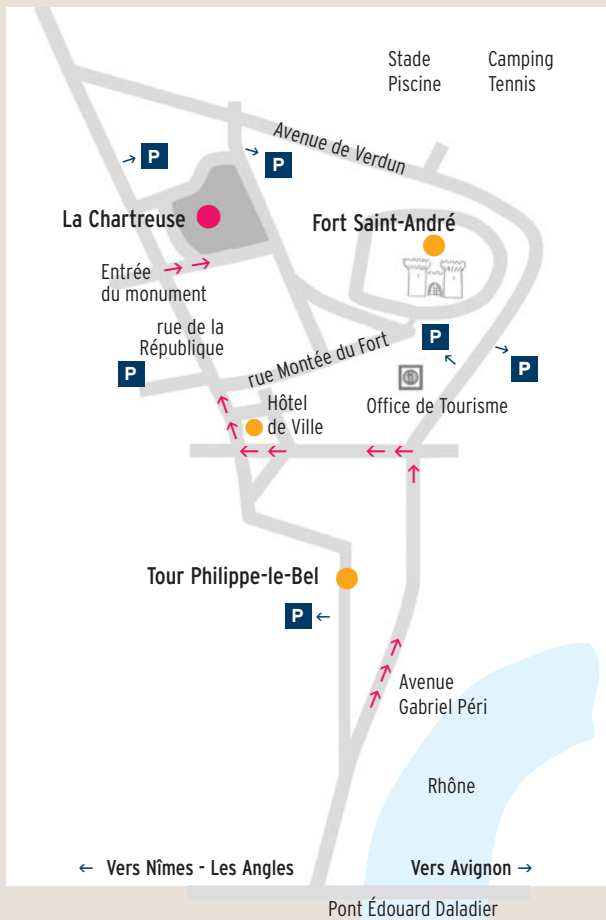 Stade
Piscine
Camping
Tennis
Avenue de Verdun
P
P
La Chartreuse
Fort Saint-André
Entrée
du monument
rue de la
République
P
rue Montée du Fort
P
P
Hôtel
de Ville
Office de Tourisme
Tour Philippe-le-Bel
P ←
Avenue
Gabriel Péri
Rhône
← Vers Nîmes - Les Angles
Vers Avignon →
Pont Édouard Daladier